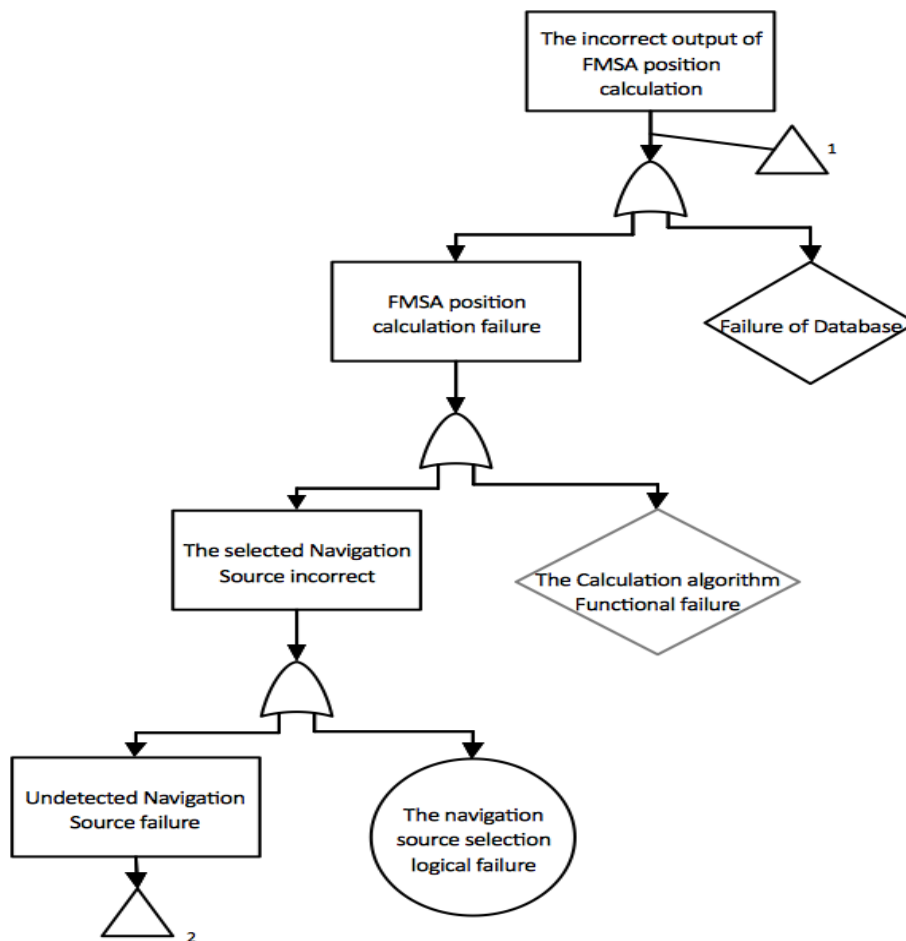 The incorrect output of
FMSA position
calculation
1
FMSA position
calculation failure
Failure of Database
The selected Navigation
Source incorrect
The Calculation algorithm
Functional failure
Undetected Navigation
Source failure
The navigation
source selection
logical failure
2